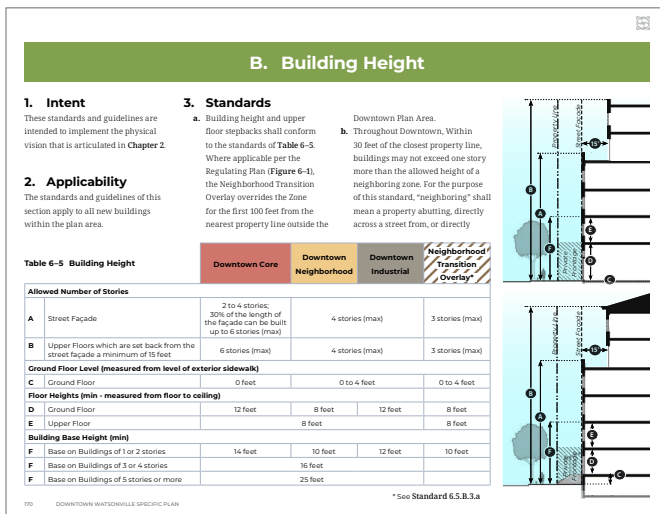 B. Building Height
1. Intent
These standards and guidelines are
intended to implement the physical
vision that is articulated in Chapter 2.
2. Applicability
The standards and guidelines of this
section apply to all new buildings
within the plan area.
3. Standards
a. Building height and upper
floor stepbacks shall conform
to the standards of Table 6–5.
Where applicable per the
Regulating Plan (Figure 6–1),
the Neighborhood Transition
Overlay overrides the Zone
for the first 100 feet from the
nearest property line outside the
Downtown Plan Area.
b. Throughout Downtown, Within
30 feet of the closest property line,
buildings may not exceed one story
more than the allowed height of a
neighboring zone. For the purpose
of this standard, “neighboring” shall
mean a property abutting, directly
across a street from, or directly
Table 6–5 Building Height
Downtown Core
Downtown
Neighborhood
Downtown
Industrial
Neighborhood
Transition
Overlay*
Allowed Number of Stories
A Street Façade
2 to 4 stories;
30% of the length of
the façade can be built
up to 6 stories (max)
4 stories (max) 3 stories (max)
B Upper Floors which are set back from the
street façade a minimum of 15 feet
6 stories (max) 4 stories (max) 3 stories (max)
Ground Floor Level (measured from level of exterior sidewalk)
C Ground Floor 0 feet 0 to 4 feet 0 to 4 feet
Floor Heights (min - measured from floor to ceiling)
D Ground Floor 12 feet 8 feet 12 feet 8 feet
E Upper Floor 8 feet 8 feet
Building Base Height (min)
F Base on Buildings of 1 or 2 stories 14 feet 10 feet 12 feet 10 feet
F Base on Buildings of 3 or 4 stories 16 feet
F Base on Buildings of 5 stories or more 25 feet
* See Standard 6.5.B.3.a
170 DOWNTOWN WATSONVILLE SPECIFIC PLAN
Property Line
Street Façade
15'
B
A
E
F
D
Private
Frontage
C
Property Line
Street Façade
15'
B
A
E
F
D
Private
Frontage
C